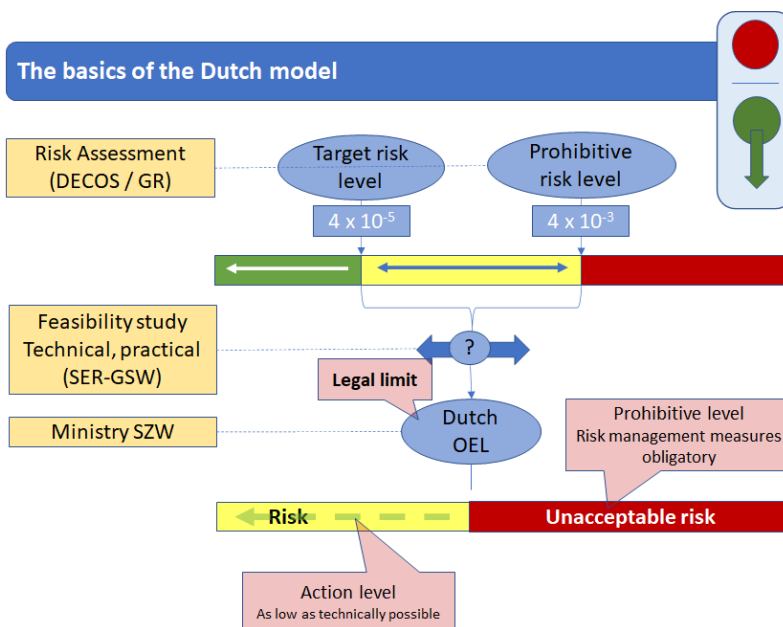 The basics of the Dutch model
Risk Assessment
(DECOS / GR)
Target risk
level
Prohibitive
risk level
4 x 10⁻⁵
4 x 10⁻³
Feasibility study
Technical, practical
(SER-GSW)
?
Legal limit
Ministry SZW
Dutch
OEL
Prohibitive level
Risk management measures
obligatory
Risk
Unacceptable risk
Action level
As low as technically possible